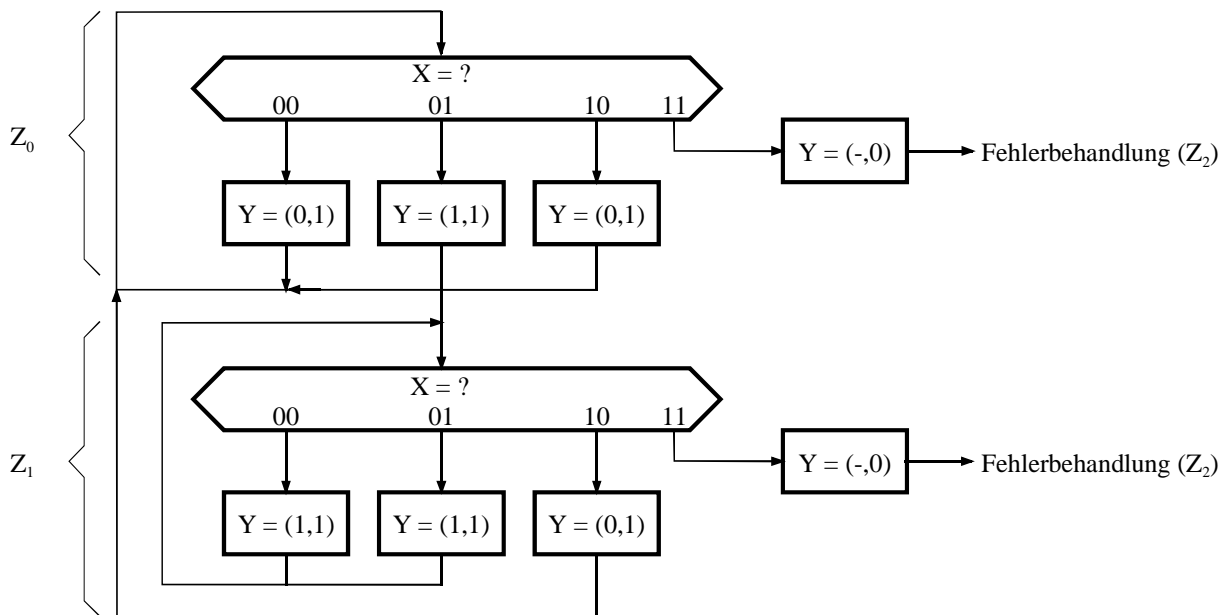 X = ?
00 01 10 11
Z₀
Y = (-,0)
Fehlerbehandlung (Z₂)
Y = (0,1)
Y = (1,1)
Y = (0,1)
X = ?
00 01 10 11
Z₁
Y = (-,0)
Fehlerbehandlung (Z₂)
Y = (1,1)
Y = (1,1)
Y = (0,1)